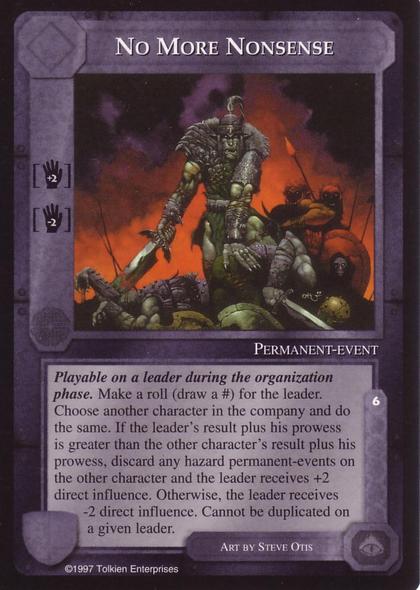 No More Nonsense
[+2]
[-2]
Permanent-event
Playable on a leader during the organization
phase. Make a roll (draw a #) for the leader.
Choose another character in the company and do
the same. If the leader's result plus his prowess
is greater than the other character's result plus his
prowess, discard any hazard permanent-events on
the other character and the leader receives +2
direct influence. Otherwise, the leader receives
-2 direct influence. Cannot be duplicated on
a given leader.
6
Art by Steve Otis
©1997 Tolkien Enterprises